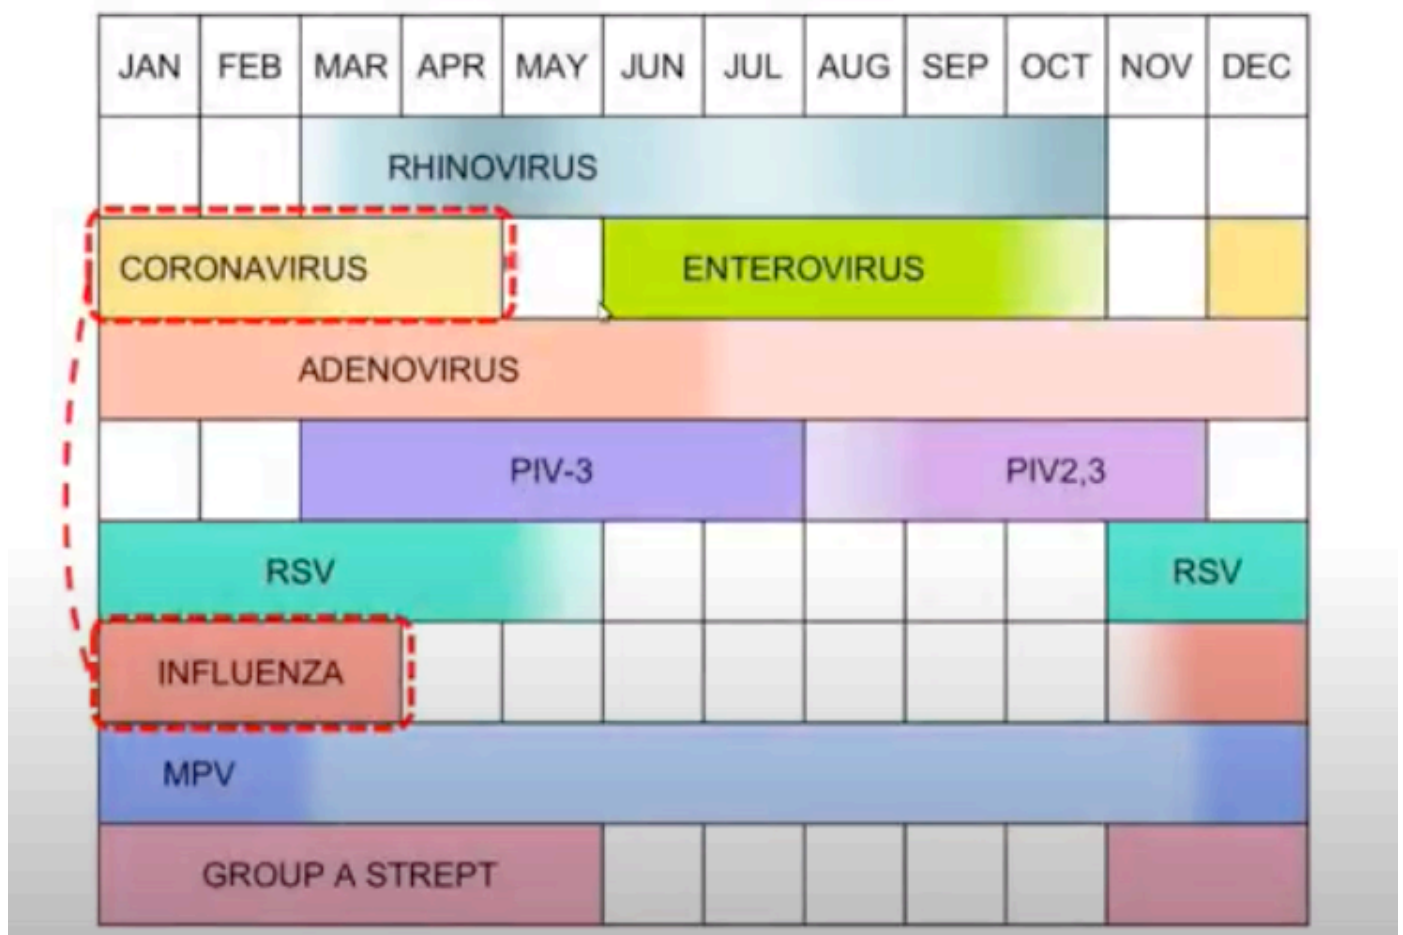 JAN FEB MAR APR MAY JUN JUL AUG SEP OCT NOV DEC
RHINOVIRUS
CORONAVIRUS ENTEROVIRUS
ADENOVIRUS
PIV-3 PIV2,3
RSV RSV
INFLUENZA
MPV
GROUP A STREPT